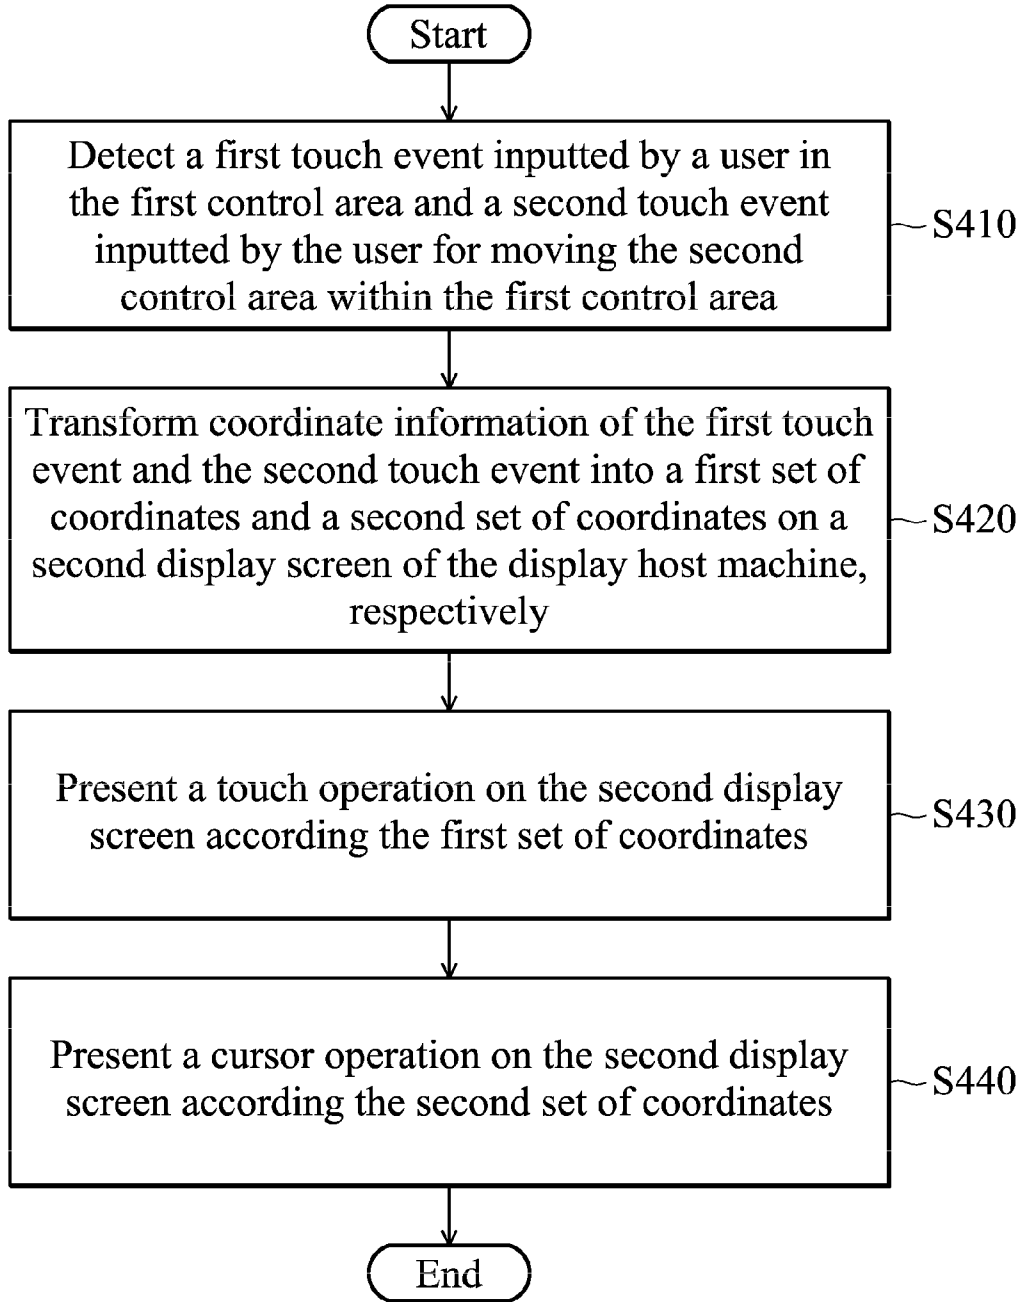 Start
Detect a first touch event inputted by a user in
the first control area and a second touch event
inputted by the user for moving the second
control area within the first control area
S410
Transform coordinate information of the first touch
event and the second touch event into a first set of
coordinates and a second set of coordinates on a
second display screen of the display host machine,
respectively
S420
Present a touch operation on the second display
screen according the first set of coordinates
S430
Present a cursor operation on the second display
screen according the second set of coordinates
S440
End